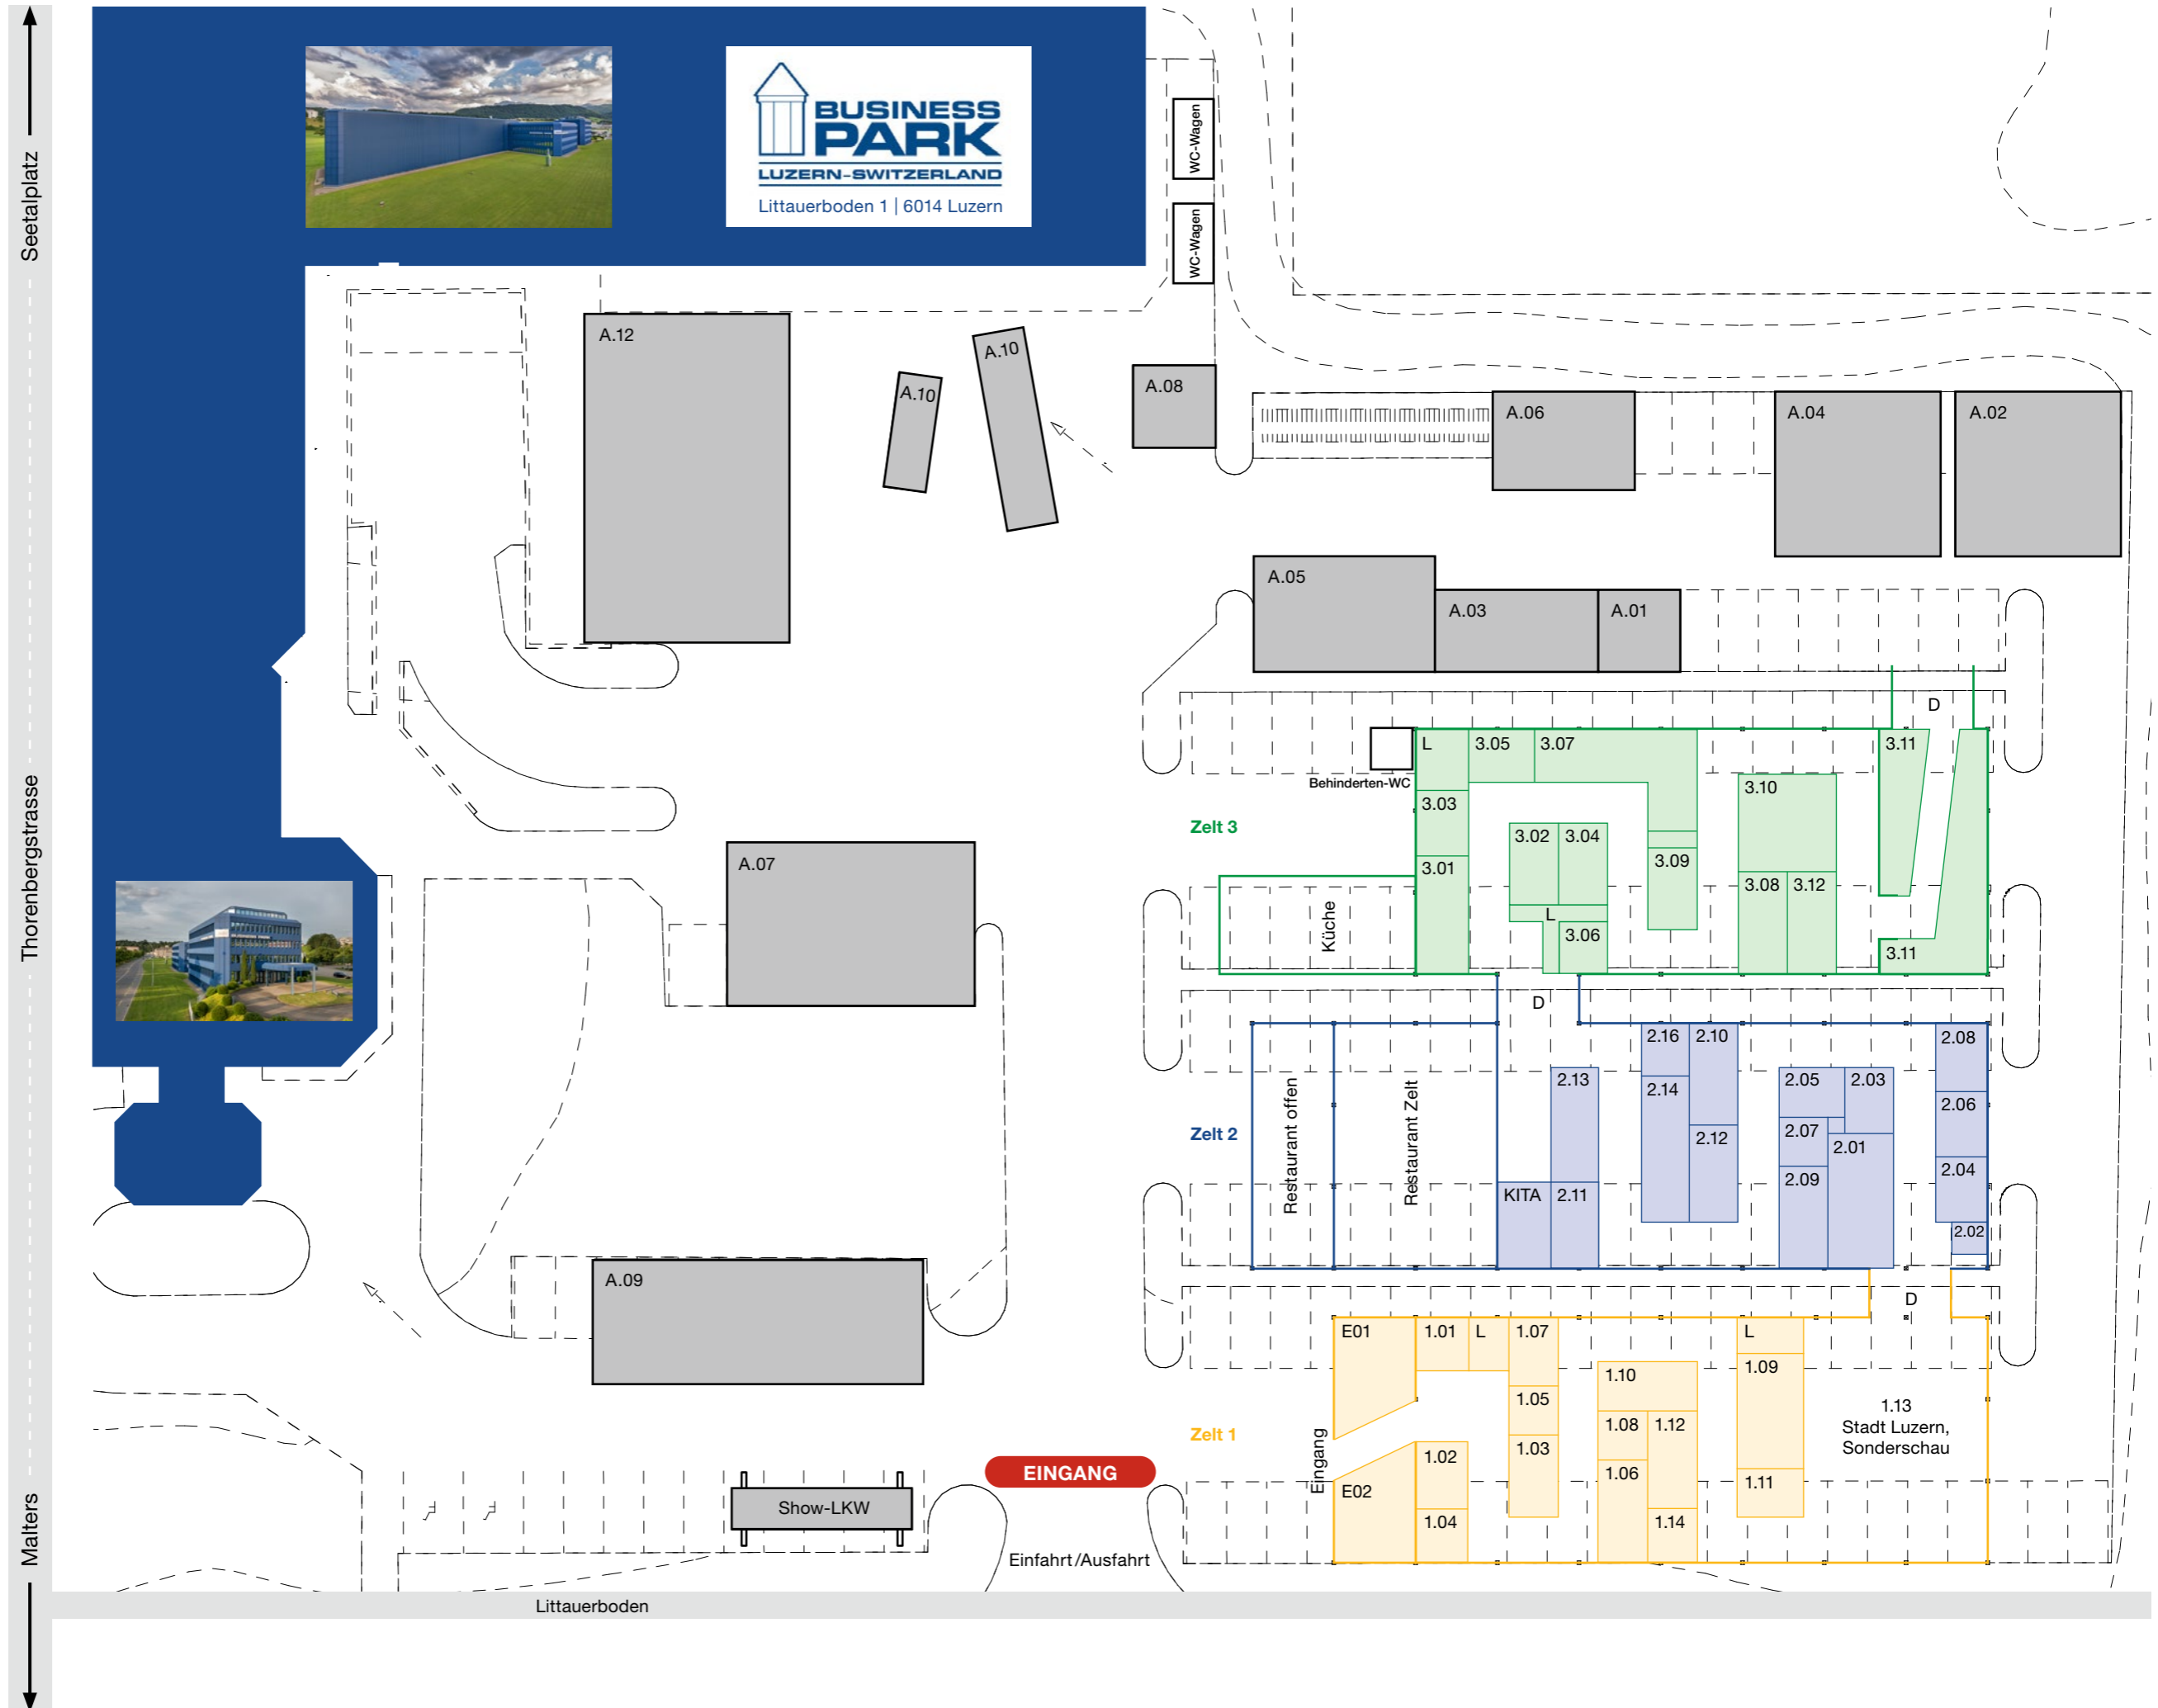 Seetalplatz
Thorenbergstrasse
Malters
BUSINESS
PARK
LUZERN-SWITZERLAND
Littauerboden 1 | 6014 Luzern
WC-Wagen
WC-Wagen
A.12
A.10
A.10
A.08
A.06
A.04
A.02
A.05
A.03
A.01
D
L
3.05
3.07
3.11
Behinderten-WC
3.03
3.10
Zelt 3
3.02
3.04
3.01
3.09
3.08
3.12
A.07
Küche
L
3.06
3.11
D
2.16
2.10
2.08
2.13
2.14
2.05
2.03
2.06
Restaurant offen
Restaurant Zelt
Zelt 2
2.12
2.07
2.01
2.04
KITA
2.11
2.09
2.02
A.09
D
E01
1.01
L
1.07
L
1.10
1.09
1.05
1.13
Stadt Luzern,
Sonderschau
Zelt 1
Eingang
1.08
1.12
1.02
1.03
EINGANG
1.06
1.11
E02
Show-LKW
1.04
1.14
Einfahrt/Ausfahrt
Littauerboden